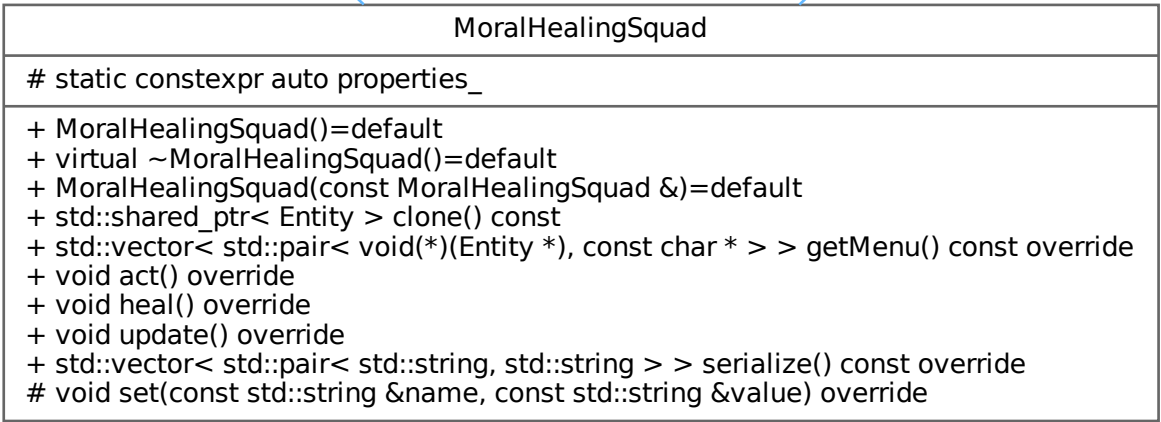 MoralHealingSquad
# static constexpr auto properties_
+ MoralHealingSquad()=default
+ virtual ~MoralHealingSquad()=default
+ MoralHealingSquad(const MoralHealingSquad &)=default
+ std::shared_ptr< Entity > clone() const
+ std::vector< std::pair< void(*)(Entity *), const char * > > getMenu() const override
+ void act() override
+ void heal() override
+ void update() override
+ std::vector< std::pair< std::string, std::string > > serialize() const override
# void set(const std::string &name, const std::string &value) override